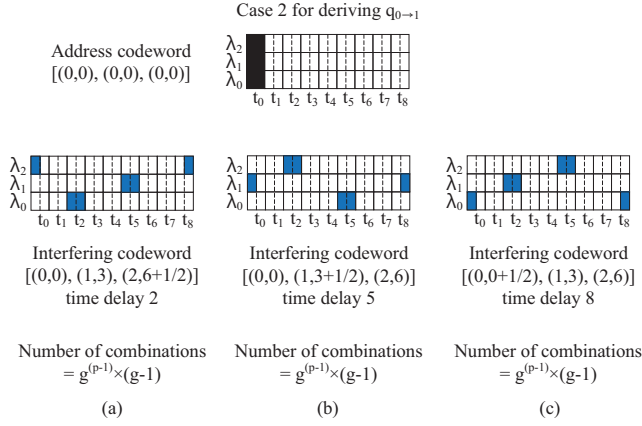 Case 2 for deriving q₀→₁
Address codeword
[(0,0), (0,0), (0,0)]
λ₂
λ₁
λ₀
t₀ t₁ t₂ t₃ t₄ t₅ t₆ t₇ t₈
λ₂
λ₁
λ₀
t₀ t₁ t₂ t₃ t₄ t₅ t₆ t₇ t₈
Interfering codeword
[(0,0), (1,3), (2,6+1/2)]
time delay 2
Number of combinations
= g⁽ᵖ⁻¹⁾×(g-1)
(a)
λ₂
λ₁
λ₀
t₀ t₁ t₂ t₃ t₄ t₅ t₆ t₇ t₈
Interfering codeword
[(0,0), (1,3+1/2), (2,6)]
time delay 5
Number of combinations
= g⁽ᵖ⁻¹⁾×(g-1)
(b)
λ₂
λ₁
λ₀
t₀ t₁ t₂ t₃ t₄ t₅ t₆ t₇ t₈
Interfering codeword
[(0,0+1/2), (1,3), (2,6)]
time delay 8
Number of combinations
= g⁽ᵖ⁻¹⁾×(g-1)
(c)